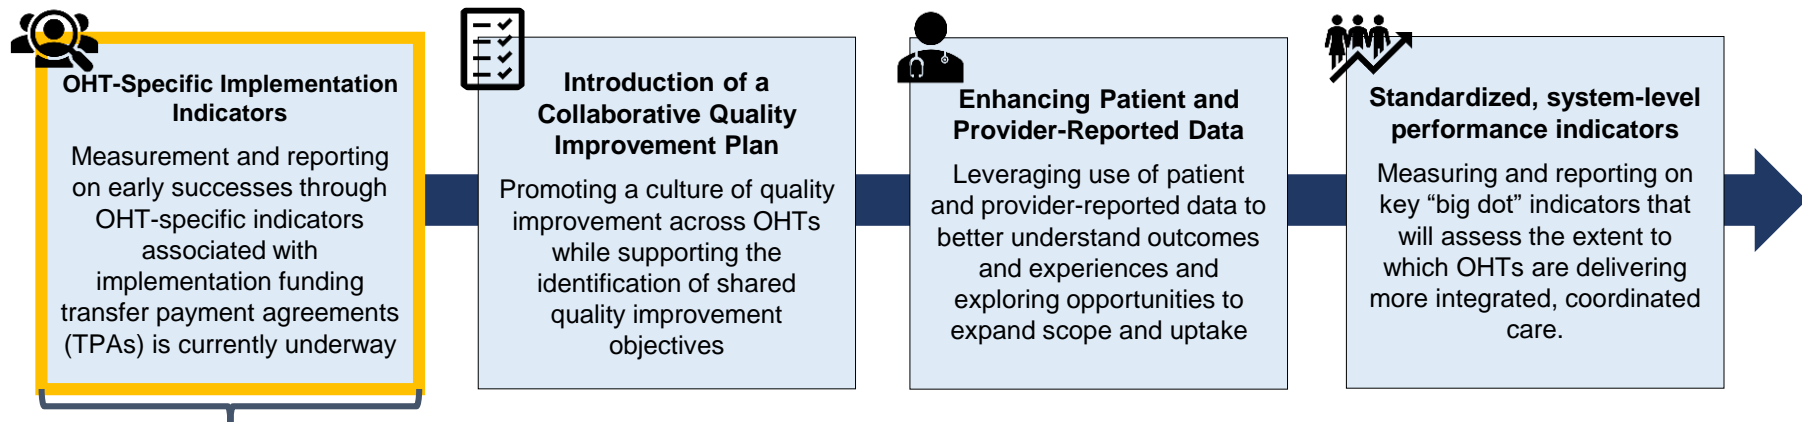 OHT-Specific Implementation
Indicators
Measurement and reporting
on early successes through
OHT-specific indicators
associated with
implementation funding
transfer payment agreements
(TPAs) is currently underway
Introduction of a
Collaborative Quality
Improvement Plan
Promoting a culture of quality
improvement across OHTs
while supporting the
identification of shared
quality improvement
objectives
Enhancing Patient and
Provider-Reported Data
Leveraging use of patient
and provider-reported data to
better understand outcomes
and experiences and
exploring opportunities to
expand scope and uptake
Standardized, system-level
performance indicators
Measuring and reporting on
key “big dot” indicators that
will assess the extent to
which OHTs are delivering
more integrated, coordinated
care.